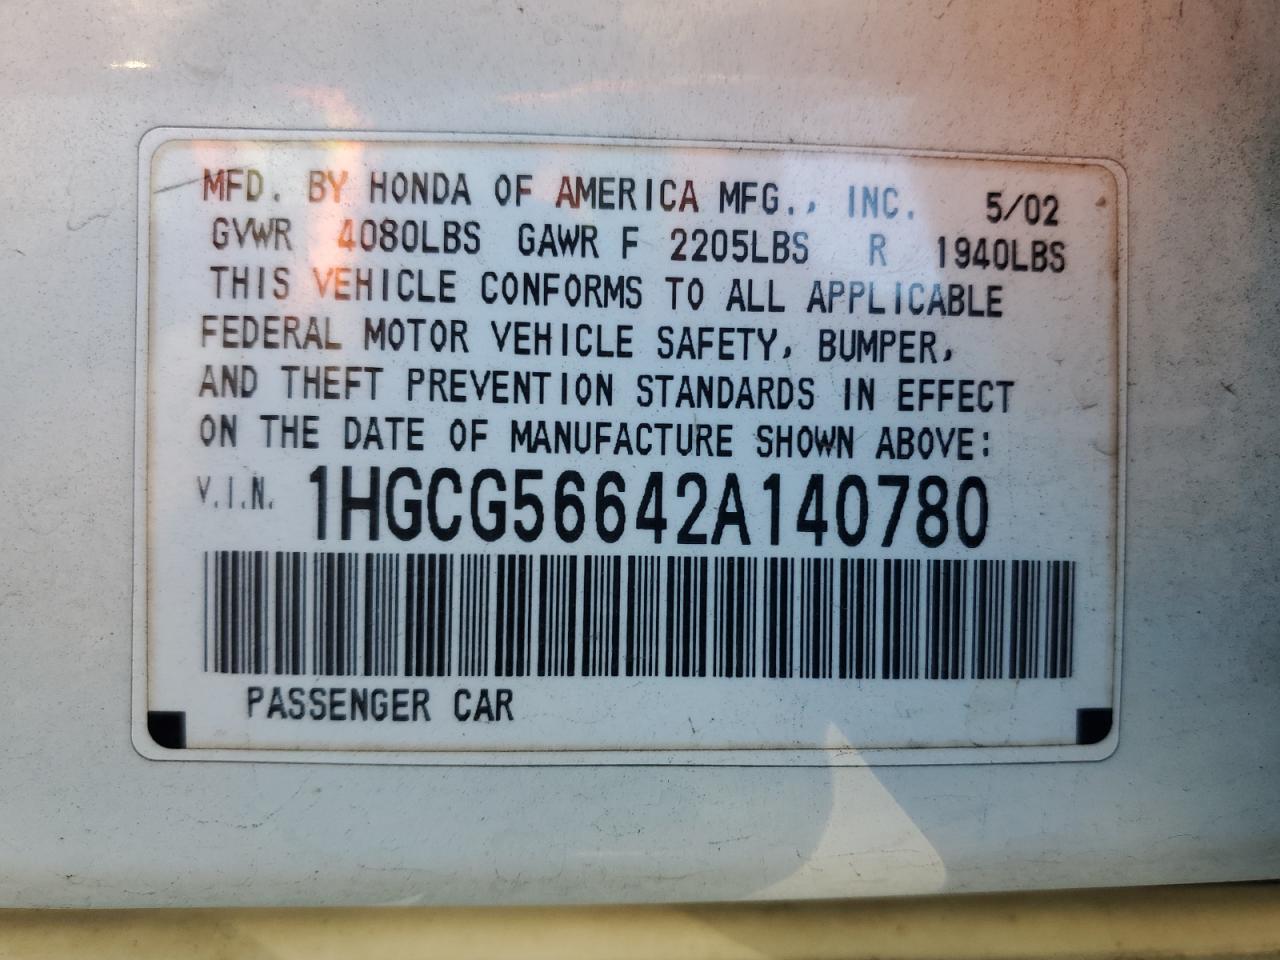 MFD. BY HONDA OF AMERICA MFG., INC. 5/02
GVWR 4080LBS GAWR F 2205LBS R 1940LBS
THIS VEHICLE CONFORMS TO ALL APPLICABLE
FEDERAL MOTOR VEHICLE SAFETY, BUMPER,
AND THEFT PREVENTION STANDARDS IN EFFECT
ON THE DATE OF MANUFACTURE SHOWN ABOVE:
V.I.N. 1HGCG56642A140780
PASSENGER CAR